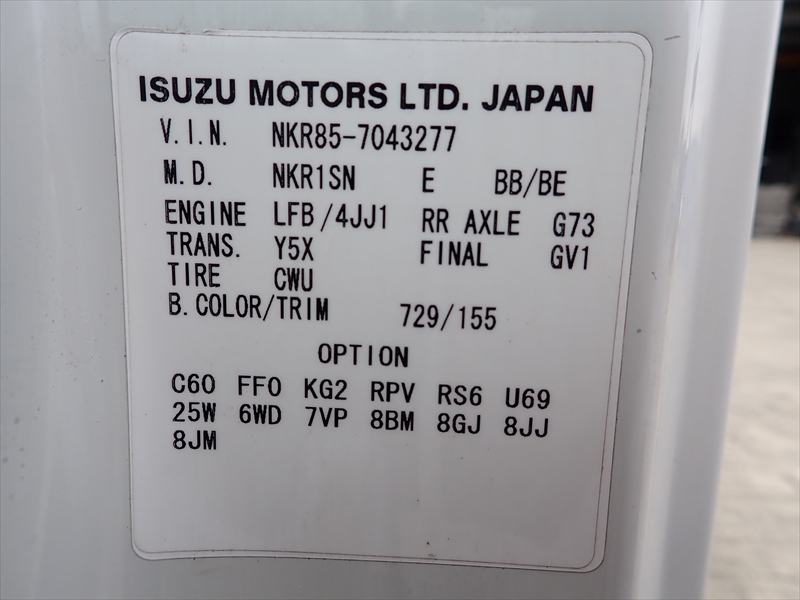 ISUZU MOTORS LTD. JAPAN
V.I.N. NKR85-7043277
M.D. NKR1SN E BB/BE
ENGINE LFB/4JJ1 RR AXLE G73
TRANS. Y5X FINAL GV1
TIRE CWU
B.COLOR/TRIM 729/155
OPTION
C60 FF0 KG2 RPV RS6 U69
25W 6WD 7VP 8BM 8GJ 8JJ
8JM